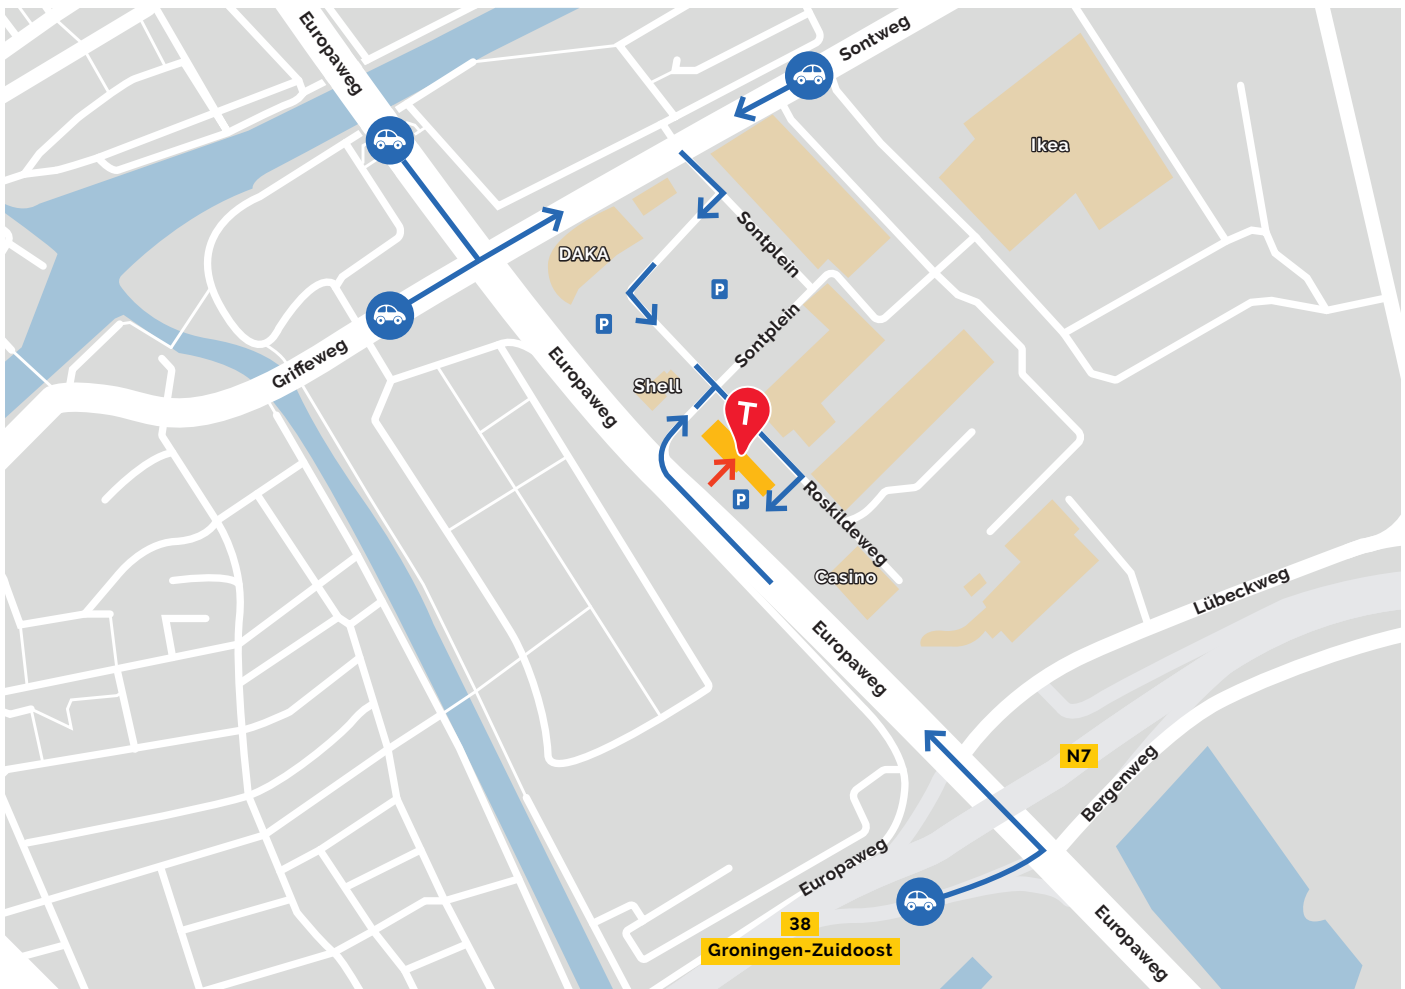 Europaweg
Sontweg
Ikea
Sontplein
DAKA
P
P
Sontplein
Griffeweg
Europaweg
Shell
T
P
Roskildeweg
Casino
Lübeckweg
Europaweg
N7
Bergenweg
Europaweg
38
Groningen-Zuidoost
Europaweg